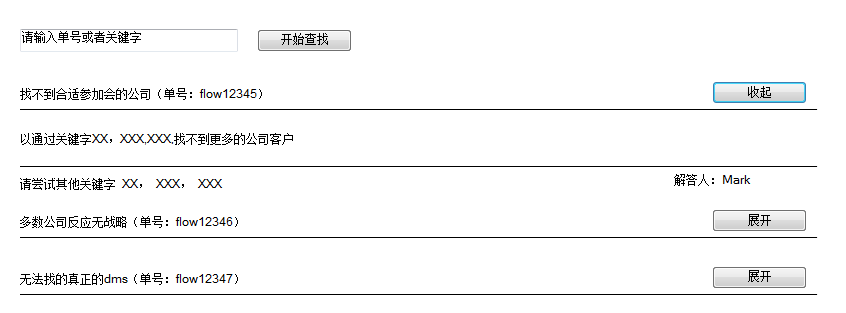 请输入单号或者关键字 开始查找
找不到合适参加会的公司（单号：flow12345） 收起
以通过关键字XX，XXX,XXX,找不到更多的公司客户
请尝试其他关键字 XX， XXX， XXX 解答人：Mark
多数公司反应无战略（单号：flow12346） 展开
无法找的真正的dms（单号：flow12347） 展开